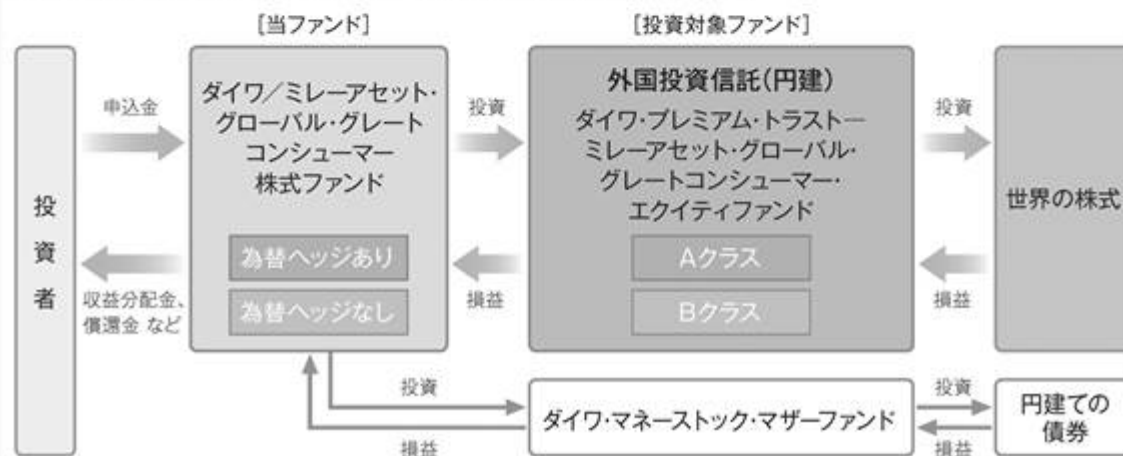 [当ファンド]
[投資対象ファンド]
投資者
申込金
収益分配金、
償還金 など
ダイワ／ミレーアセット・
グローバル・グレート
コンシューマー
株式ファンド
為替ヘッジあり
為替ヘッジなし
投資
損益
外国投資信託（円建）
ダイワ・プレミアム・トラスト―
ミレーアセット・グローバル・
グレートコンシューマー・
エクイティファンド
Aクラス
Bクラス
投資
損益
世界の株式
投資
損益
ダイワ・マネーストック・マザーファンド
投資
損益
円建ての
債券